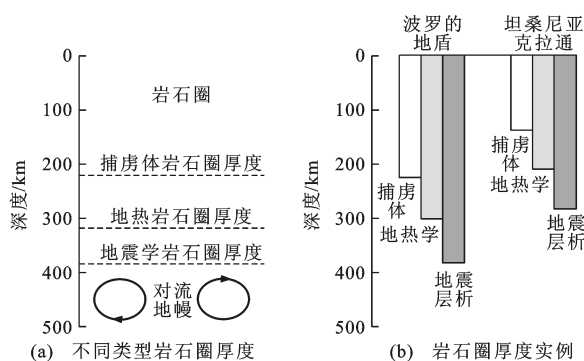 0
100
200
300
400
500
深度/km
岩石圈
捕虏体岩石圈厚度
地热岩石圈厚度
地震学岩石圈厚度
对流
地幔
(a) 不同类型岩石圈厚度
波罗的
地盾
坦桑尼亚
克拉通
0
100
200
300
400
500
深度/km
捕虏
体
地热学
地震
层析
捕虏
体
地热学
地震
层析
(b) 岩石圈厚度实例